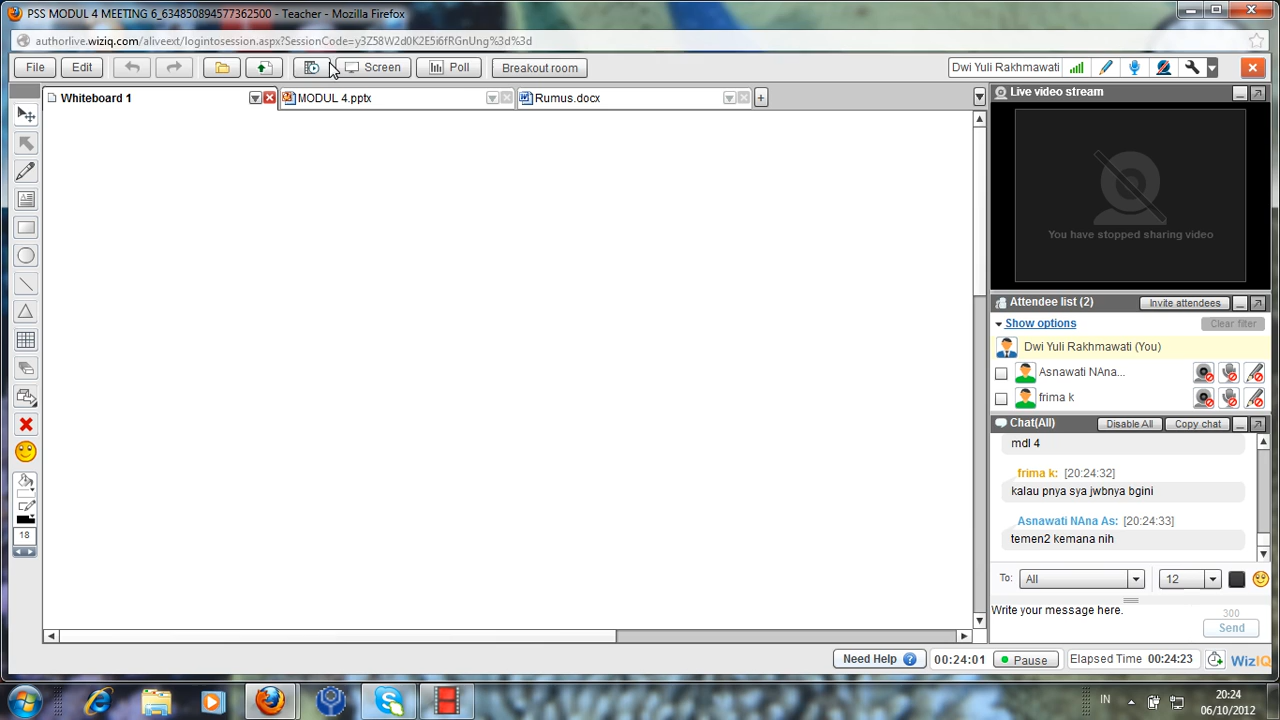 PSS MODUL 4 MEETING 6_634850894577362500 - Teacher - Mozilla Firefox
authorlive.wiziq.com/aliveext/logintosession.aspx?SessionCode=y3Z58W2d0K2E5i6fRGnUng%3d%3d
File Edit Screen Poll Breakout room Dwi Yuli Rakhmawati
Whiteboard 1 MODUL 4.pptx Rumus.docx +
Live video stream
You have stopped sharing video
Attendee list (2) Invite attendees
Show options Clear filter
Dwi Yuli Rakhmawati (You)
Asnawati NAna...
frima k
Chat(All) Disable All Copy chat
mdl 4
frima k: [20:24:32]
kalau pnya sya jwbnya bgini
Asnawati NAna As: [20:24:33]
temen2 kemana nih
18
To: All 12
Write your message here.
300
Send
Need Help ? 00:24:01 Pause Elapsed Time 00:24:23 WizIQ
IN 20:24
06/10/2012